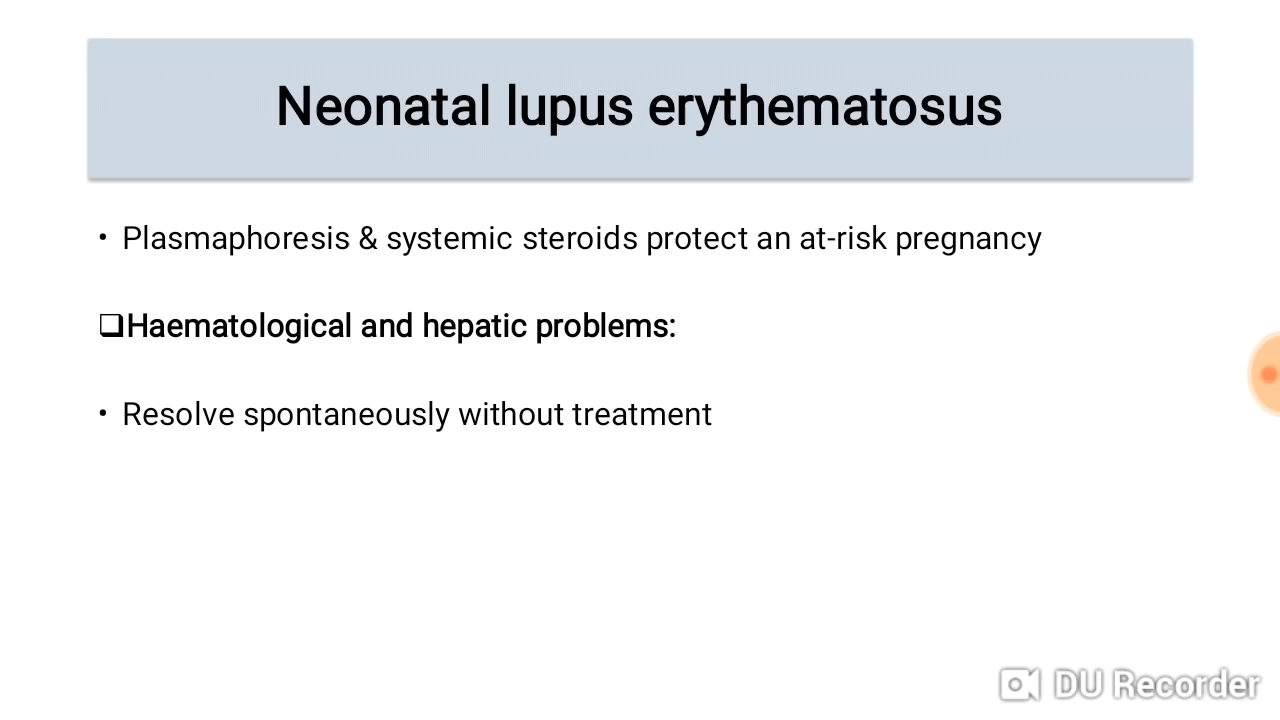 Neonatal lupus erythematosus
• Plasmaphoresis & systemic steroids protect an at-risk pregnancy
❑Haematological and hepatic problems:
• Resolve spontaneously without treatment
DU Recorder